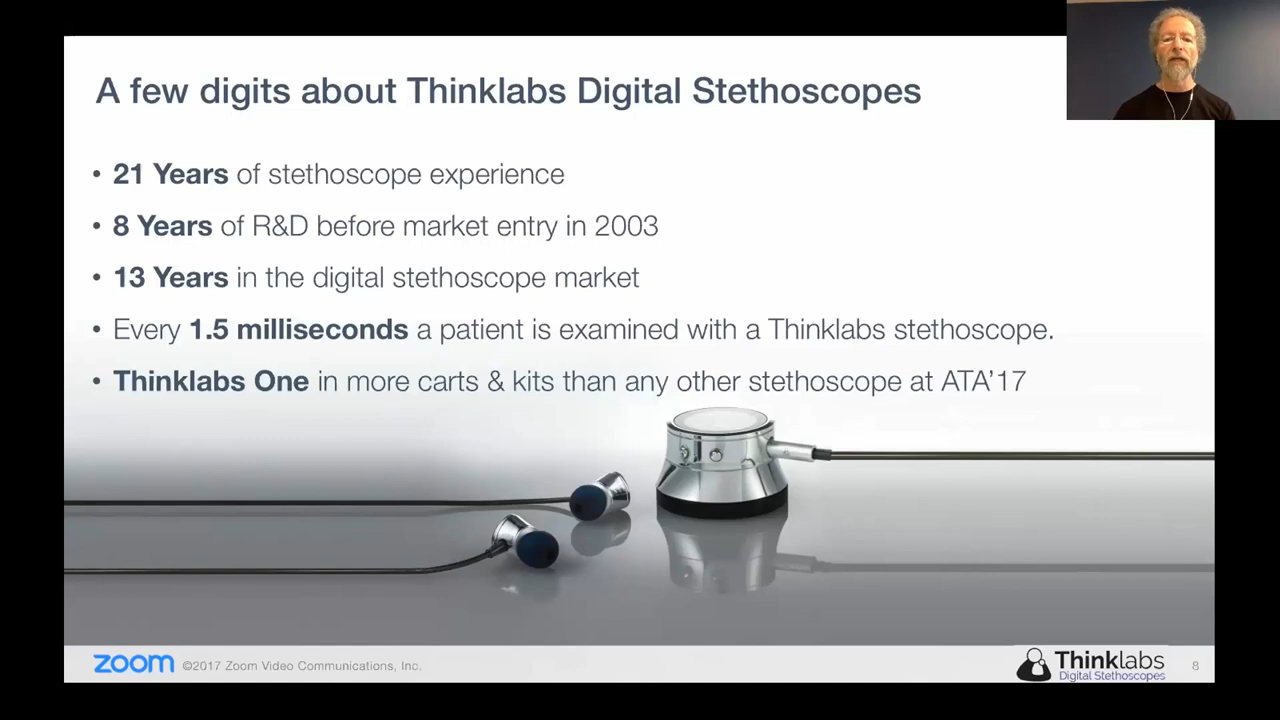 A few digits about Thinklabs Digital Stethoscopes
• 21 Years of stethoscope experience
• 8 Years of R&D before market entry in 2003
• 13 Years in the digital stethoscope market
• Every 1.5 milliseconds a patient is examined with a Thinklabs stethoscope.
• Thinklabs One in more carts & kits than any other stethoscope at ATA’17
zoom ©2017 Zoom Video Communications, Inc.
Thinklabs
Digital Stethoscopes
8